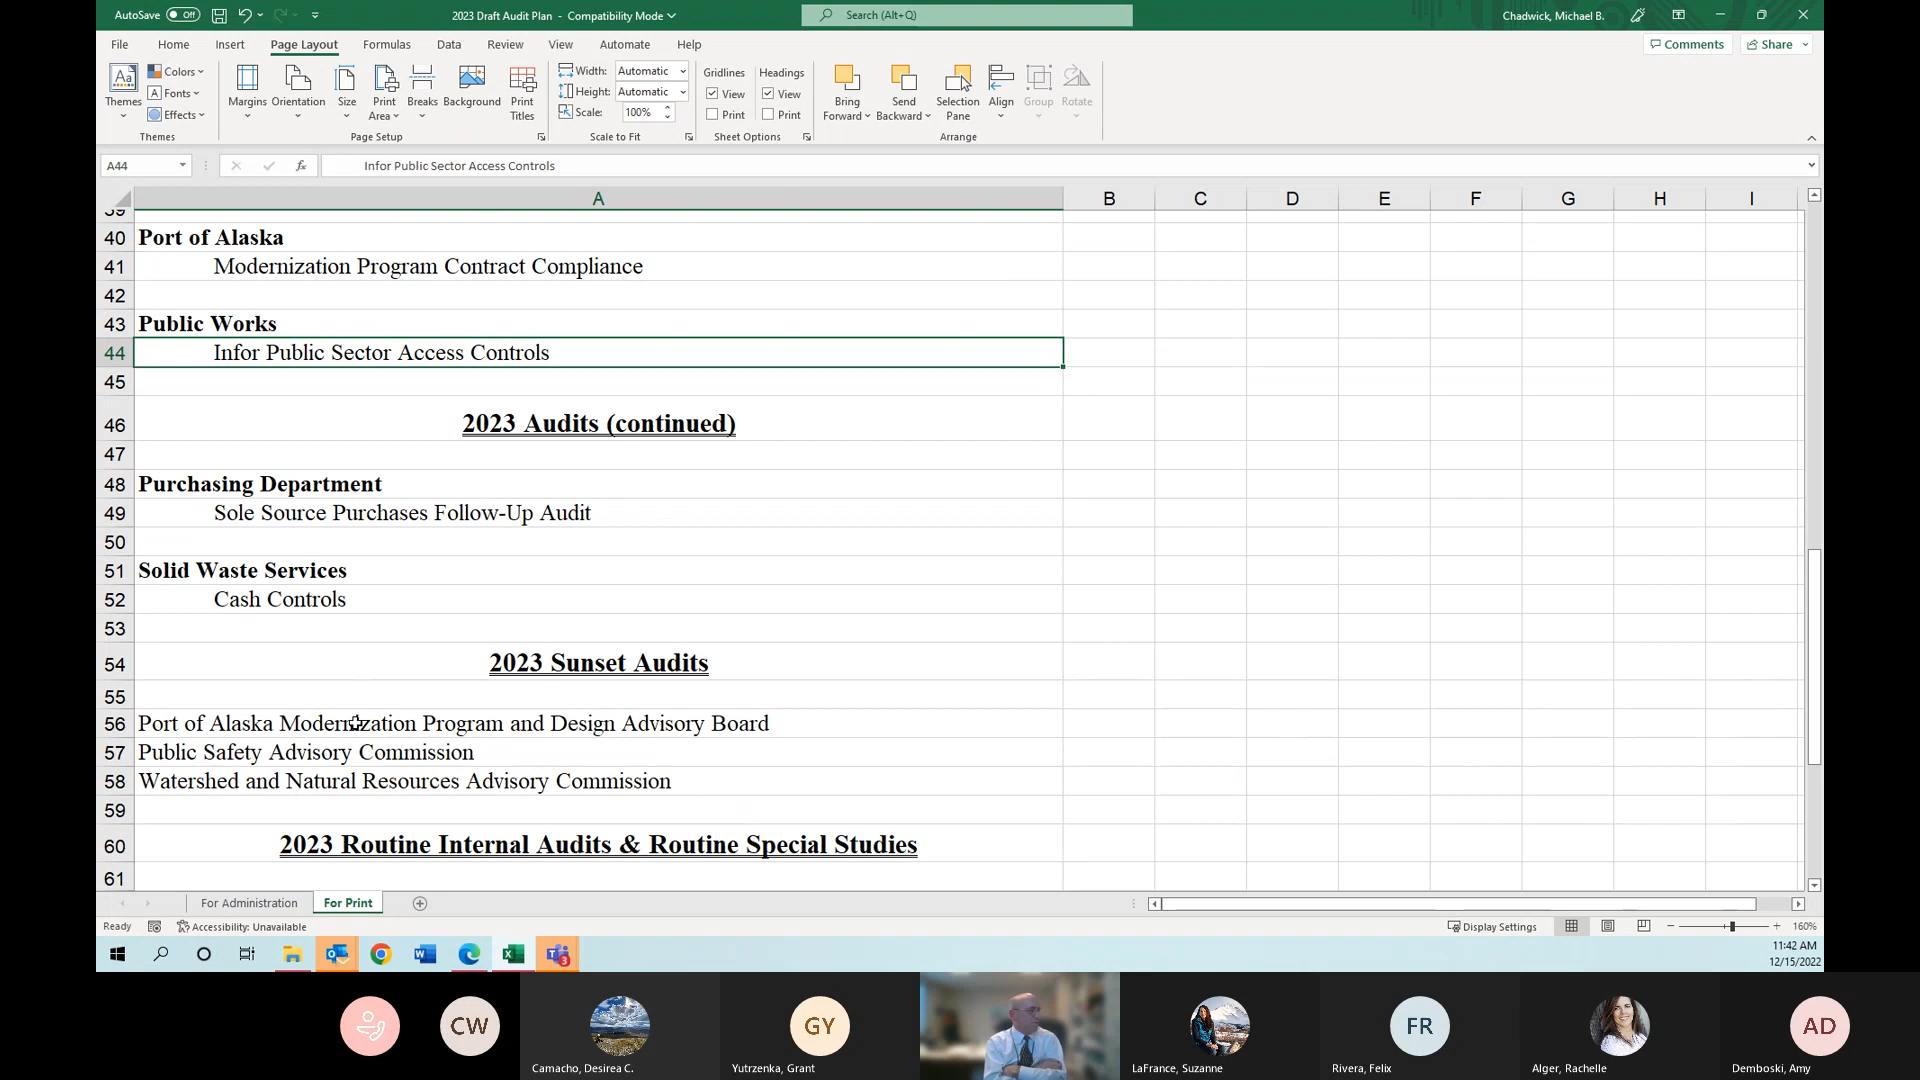 AutoSave Off 2023 Draft Audit Plan - Compatibility Mode Search (Alt+Q) Chadwick, Michael B.
File Home Insert Page Layout Formulas Data Review View Automate Help Comments Share
Themes Colors Fonts Effects Margins Orientation Size Print Area Breaks Background Print Titles Width: Automatic Height: Automatic Scale: 100% Gridlines View Print Headings View Print Bring Forward Send Backward Selection Pane Align Group Rotate
Themes Page Setup Scale to Fit Sheet Options Arrange
A44 fx Infor Public Sector Access Controls
A B C D E F G H I
39
40 Port of Alaska
41 Modernization Program Contract Compliance
42
43 Public Works
44 Infor Public Sector Access Controls
45
46 2023 Audits (continued)
47
48 Purchasing Department
49 Sole Source Purchases Follow-Up Audit
50
51 Solid Waste Services
52 Cash Controls
53
54 2023 Sunset Audits
55
56 Port of Alaska Modernization Program and Design Advisory Board
57 Public Safety Advisory Commission
58 Watershed and Natural Resources Advisory Commission
59
60 2023 Routine Internal Audits & Routine Special Studies
61
For Administration For Print
Ready Accessibility: Unavailable Display Settings 160%
11:42 AM
12/15/2022
CW GY FR AD
Camacho, Desirea C. Yutrzenka, Grant LaFrance, Suzanne Rivera, Felix Alger, Rachelle Demboski, Amy